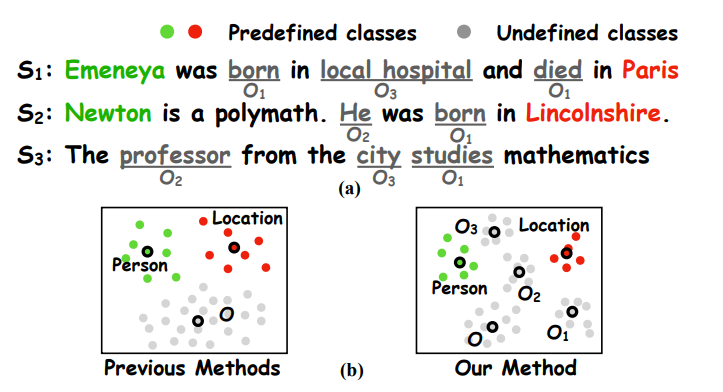 Predefined classes Undefined classes
S1: Emeneya was born in local hospital and died in Paris
O1 O3 O1
S2: Newton is a polymath. He was born in Lincolnshire.
O2 O1
S3: The professor from the city studies mathematics
O2 O3 O1
(a)
Location
Person
O
O3 Location
Person
O2
O
O1
Previous Methods (b) Our Method